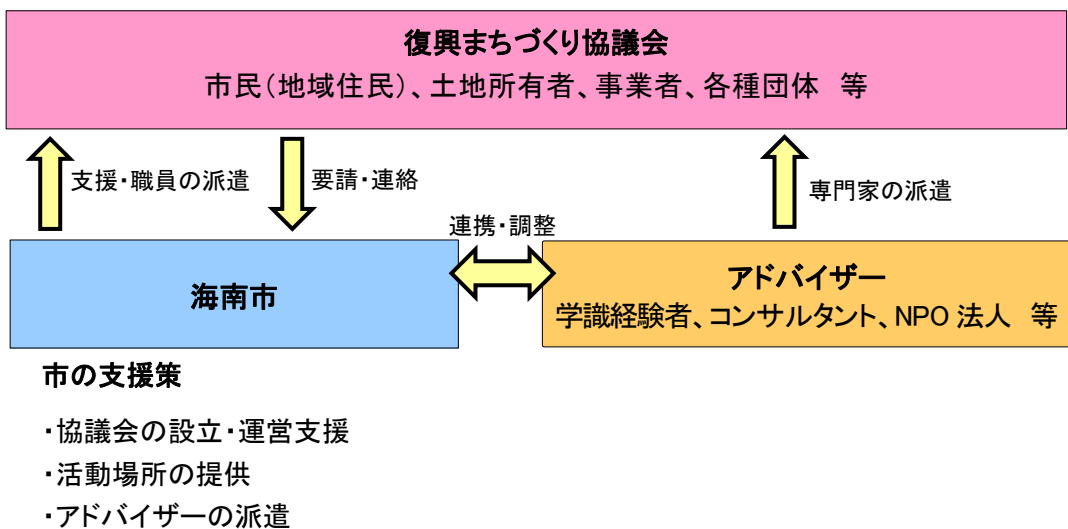 復興まちづくり協議会
市民(地域住民)、土地所有者、事業者、各種団体 等
支援・職員の派遣
要請・連絡
専門家の派遣
連携・調整
海南市
アドバイザー
学識経験者、コンサルタント、NPO 法人 等
市の支援策
・協議会の設立・運営支援
・活動場所の提供
・アドバイザーの派遣